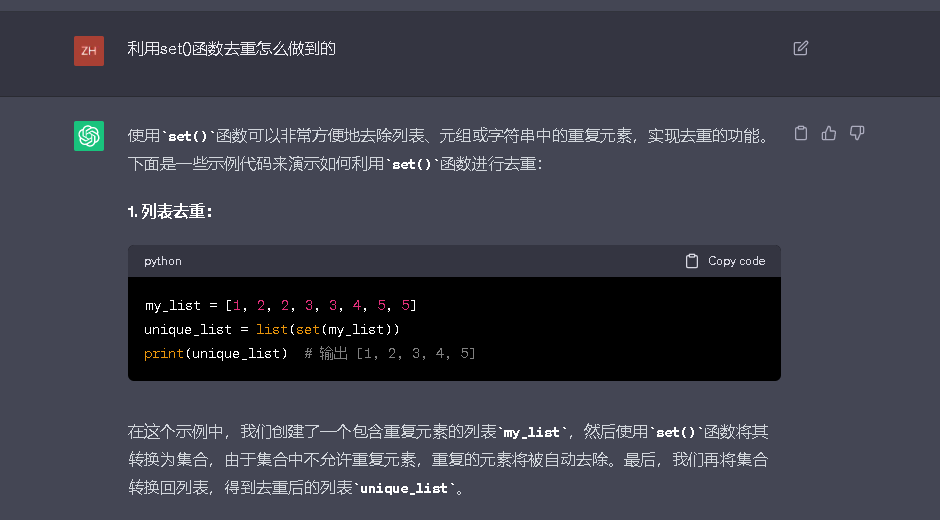 ZH
利用set()函数去重怎么做到的
使用`set()`函数可以非常方便地去除列表、元组或字符串中的重复元素，实现去重的功能。
下面是一些示例代码来演示如何利用`set()`函数进行去重：
1. 列表去重：
python
Copy code
my_list = [1, 2, 2, 3, 3, 4, 5, 5]
unique_list = list(set(my_list))
print(unique_list)  # 输出 [1, 2, 3, 4, 5]
在这个示例中，我们创建了一个包含重复元素的列表`my_list`，然后使用`set()`函数将其
转换为集合，由于集合中不允许重复元素，重复的元素将被自动去除。最后，我们再将集合
转换回列表，得到去重后的列表`unique_list`。